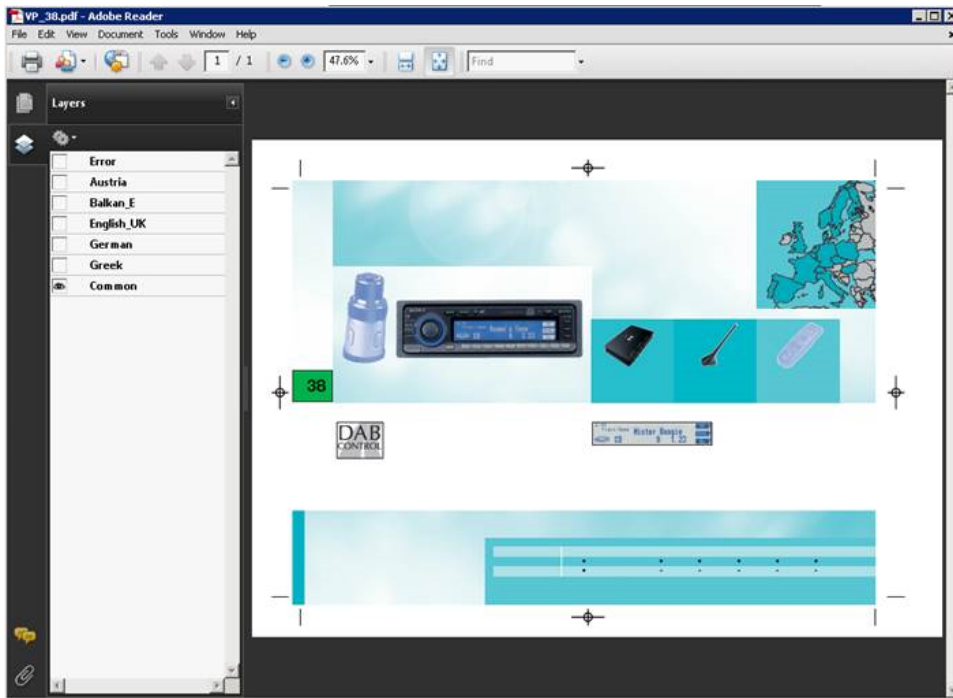 VP_38.pdf - Adobe Reader
File Edit View Document Tools Window Help
1 / 1 47.6% Find
Layers
Error
Austria
Balkan_E
English_UK
German
Greek
Common
38
DAB
CONTROL
Mister Boogie